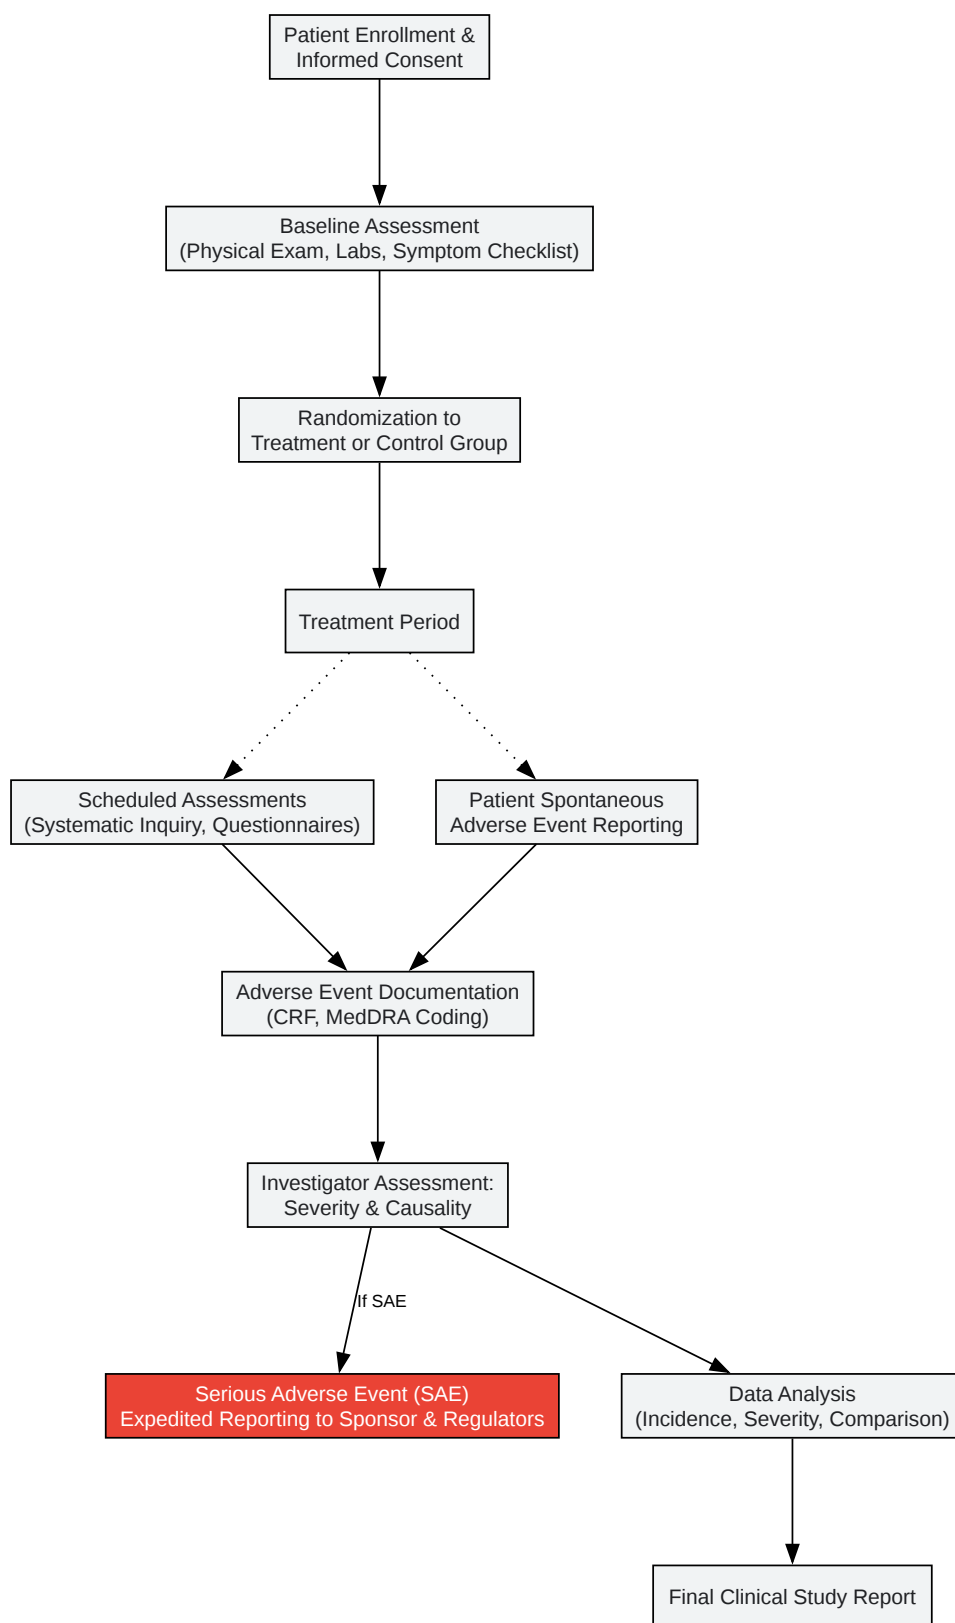 Patient Enrollment &
Informed Consent
Baseline Assessment
(Physical Exam, Labs, Symptom Checklist)
Randomization to
Treatment or Control Group
Treatment Period
Scheduled Assessments
(Systematic Inquiry, Questionnaires)
Patient Spontaneous
Adverse Event Reporting
Adverse Event Documentation
(CRF, MedDRA Coding)
Investigator Assessment:
Severity & Causality
If SAE
Serious Adverse Event (SAE)
Expedited Reporting to Sponsor & Regulators
Data Analysis
(Incidence, Severity, Comparison)
Final Clinical Study Report